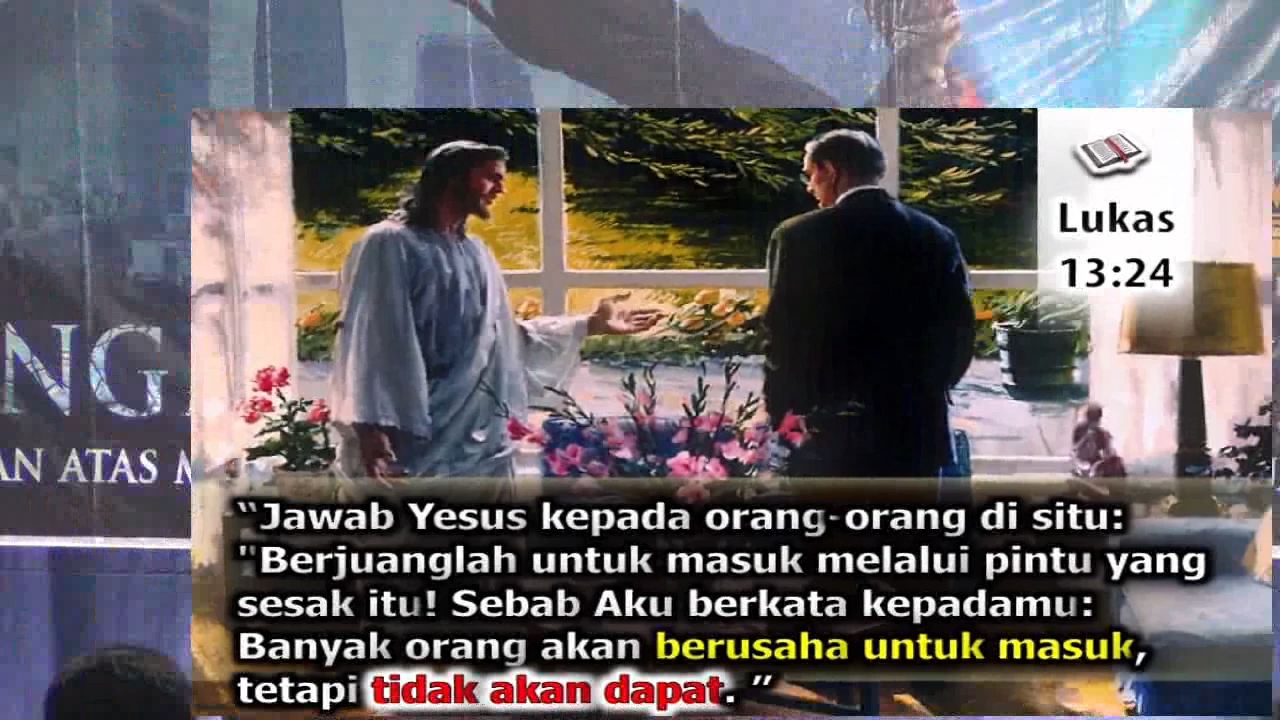 Lukas
13:24
NG
AN ATAS M
“Jawab Yesus kepada orang-orang di situ:
"Berjuanglah untuk masuk melalui pintu yang
sesak itu! Sebab Aku berkata kepadamu:
Banyak orang akan berusaha untuk masuk,
tetapi tidak akan dapat. ”